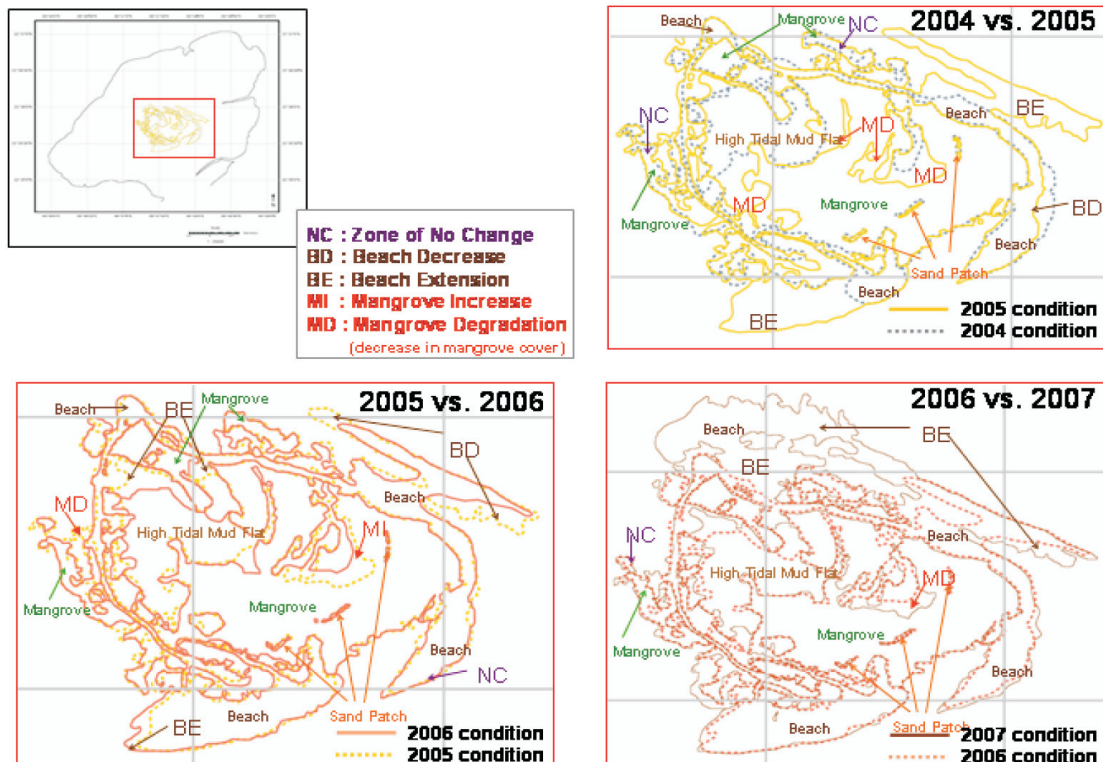 NC : Zone of No Change
BD : Beach Decrease
BE : Beach Extension
MI : Mangrove Increase
MD : Mangrove Degradation
(decrease in mangrove cover)
2004 vs. 2005
Beach
Mangrove
NC
BE
Beach
NC
High Tidal Mud Flat
MD
MD
Mangrove
MD
Mangrove
BD
Beach
Sand Patch
Beach
BE
2005 condition
2004 condition
2005 vs. 2006
Beach
BE
Mangrove
BD
Beach
MD
High Tidal Mud Flat
MI
Mangrove
Mangrove
Beach
NC
Sand Patch
Beach
BE
2006 condition
2005 condition
2006 vs. 2007
Beach
BE
BE
Beach
NC
High Tidal Mud Flat
MD
Mangrove
Mangrove
Beach
Sand Patch
Beach
2007 condition
2006 condition